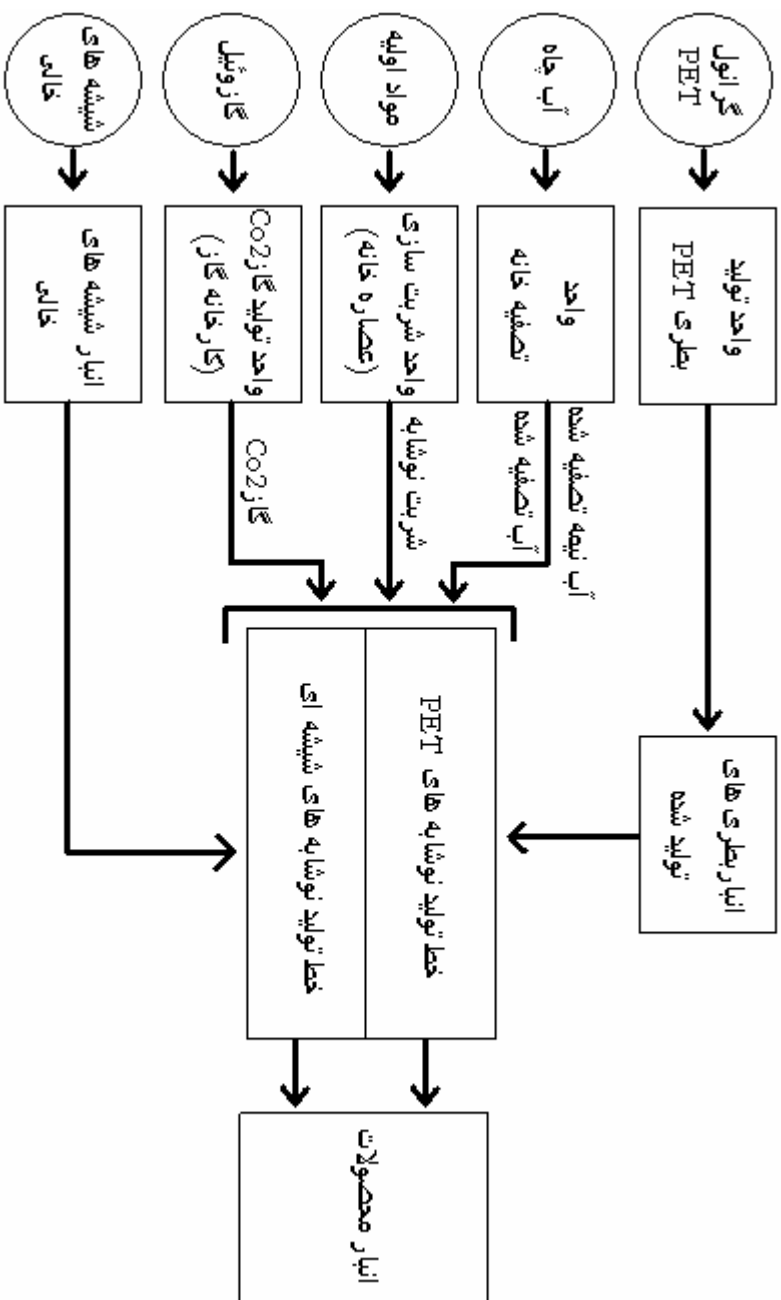 گرانول
PET
واحد تولید
بطری PET
انبار بطری های
تولید شده
آب چاه
واحد
تصفیه خانه
آب نیمه تصفیه شده
آب تصفیه شده
مواد اولیه
واحد شربت سازی
(عصاره خانه)
شربت نوشابه
گازوئیل
واحد تولید گاز Co2
(کارخانه گاز)
گاز Co2
شیشه های
خالی
انبار شیشه های
خالی
خط تولید نوشابه های PET
خط تولید نوشابه های شیشه ای
انبار محصولات